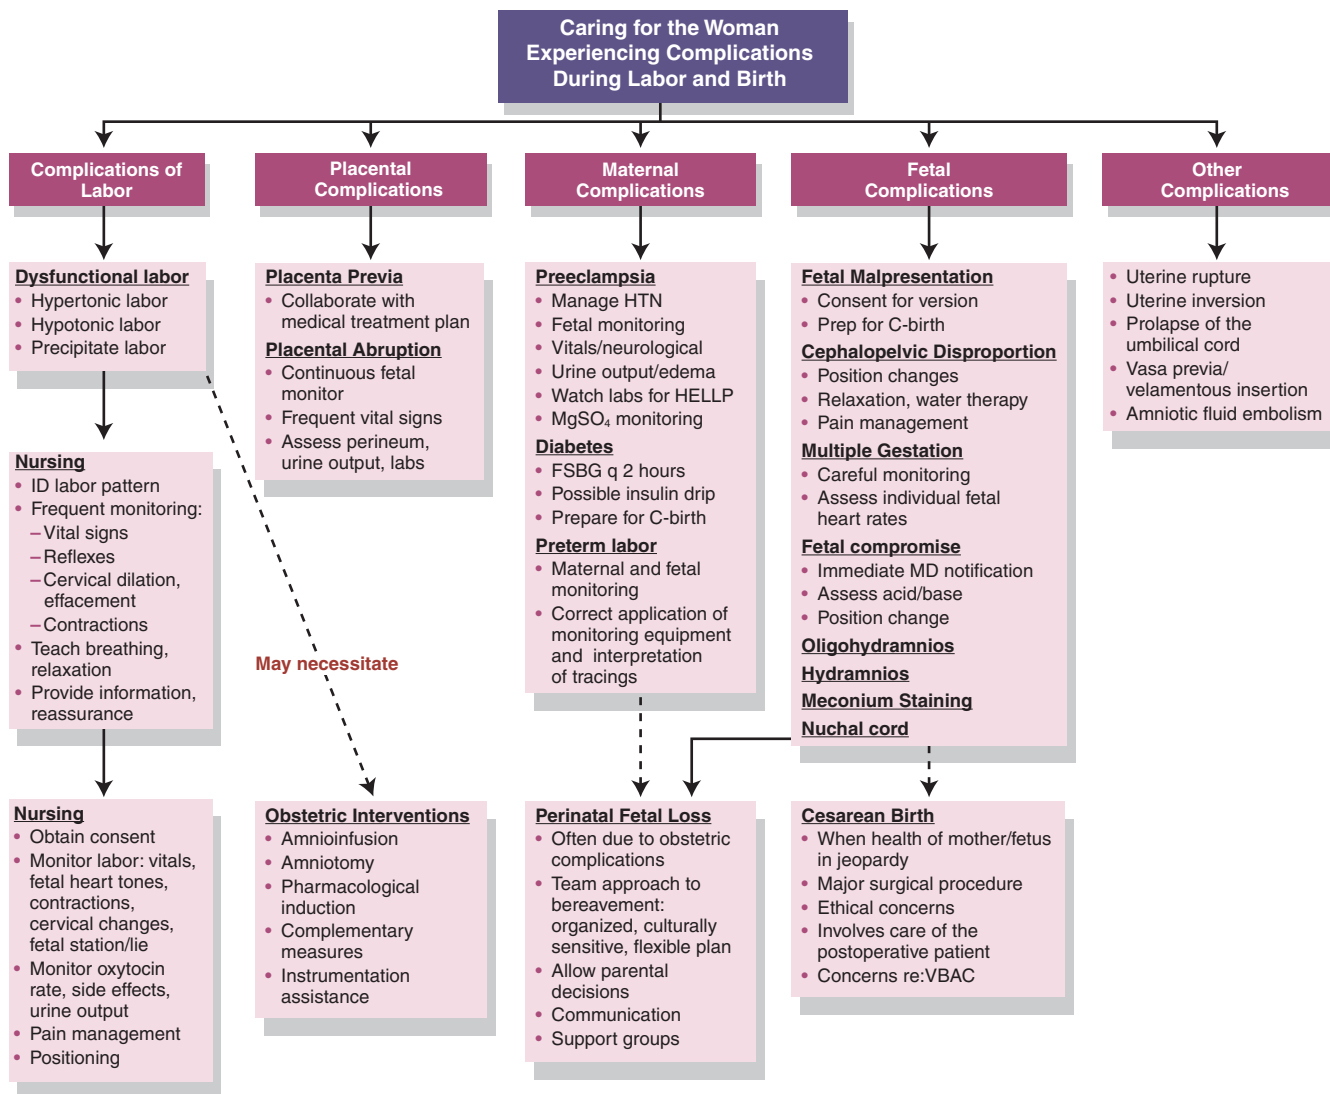 Caring for the Woman
Experiencing Complications
During Labor and Birth
Complications of
Labor
Placental
Complications
Maternal
Complications
Fetal
Complications
Other
Complications
Dysfunctional labor
• Hypertonic labor
• Hypotonic labor
• Precipitate labor
Nursing
• ID labor pattern
• Frequent monitoring:
–Vital signs
–Reflexes
–Cervical dilation,
effacement
–Contractions
• Teach breathing,
relaxation
• Provide information,
reassurance
Nursing
• Obtain consent
• Monitor labor: vitals,
fetal heart tones,
contractions,
cervical changes,
fetal station/lie
• Monitor oxytocin
rate, side effects,
urine output
• Pain management
• Positioning
Placenta Previa
• Collaborate with
medical treatment plan
Placental Abruption
• Continuous fetal
monitor
• Frequent vital signs
• Assess perineum,
urine output, labs
May necessitate
Obstetric Interventions
• Amnioinfusion
• Amniotomy
• Pharmacological
induction
• Complementary
measures
• Instrumentation
assistance
Preeclampsia
• Manage HTN
• Fetal monitoring
• Vitals/neurological
• Urine output/edema
• Watch labs for HELLP
• MgSO₄ monitoring
Diabetes
• FSBG q 2 hours
• Possible insulin drip
• Prepare for C-birth
Preterm labor
• Maternal and fetal
monitoring
• Correct application of
monitoring equipment
and interpretation
of tracings
Perinatal Fetal Loss
• Often due to obstetric
complications
• Team approach to
bereavement:
organized, culturally
sensitive, flexible plan
• Allow parental
decisions
• Communication
• Support groups
Fetal Malpresentation
• Consent for version
• Prep for C-birth
Cephalopelvic Disproportion
• Position changes
• Relaxation, water therapy
• Pain management
Multiple Gestation
• Careful monitoring
• Assess individual fetal
heart rates
Fetal compromise
• Immediate MD notification
• Assess acid/base
• Position change
Oligohydramnios
Hydramnios
Meconium Staining
Nuchal cord
Cesarean Birth
• When health of mother/fetus
in jeopardy
• Major surgical procedure
• Ethical concerns
• Involves care of the
postoperative patient
• Concerns re:VBAC
• Uterine rupture
• Uterine inversion
• Prolapse of the
umbilical cord
• Vasa previa/
velamentous insertion
• Amniotic fluid embolism